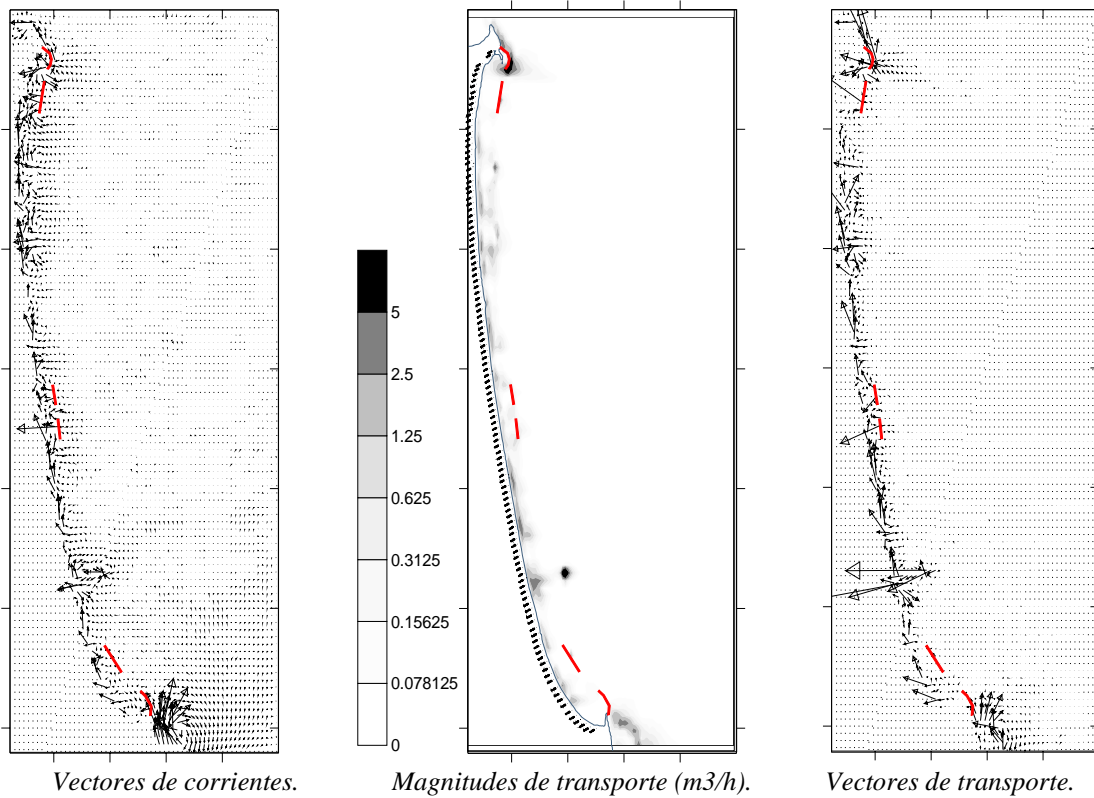 5
2.5
1.25
0.625
0.3125
0.15625
0.078125
0
Vectores de corrientes.
Magnitudes de transporte (m3/h).
Vectores de transporte.